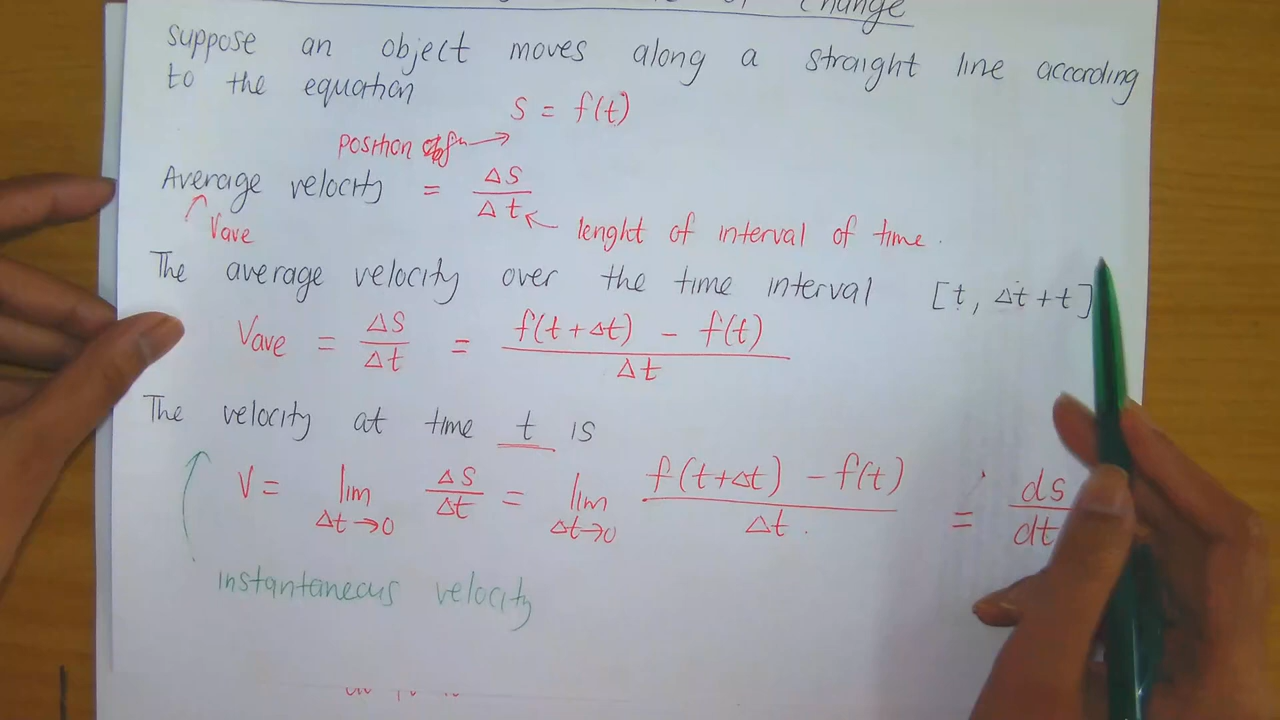 of change
suppose an object moves along a straight line according
to the equation
s = f(t)
position fn →
Average velocity = Δs/Δt ← lenght of interval of time.
Vave
The average velocity over the time interval [t, Δt+t]
Vave = Δs/Δt = f(t+Δt) - f(t)/Δt
The velocity at time t is
V = lim Δt→0 Δs/Δt = lim Δt→0 f(t+Δt) - f(t)/Δt = ds/dt
instantaneous velocity